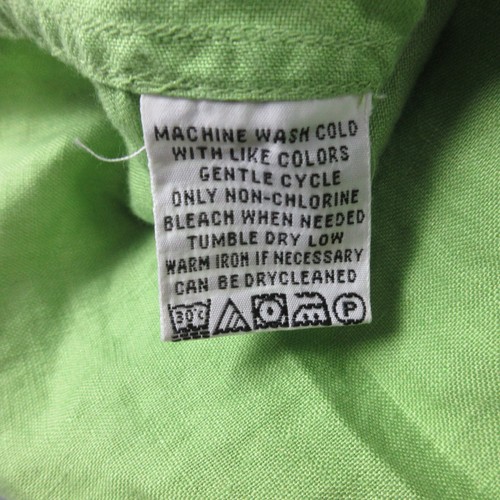 MACHINE WASH COLD
WITH LIKE COLORS
GENTLE CYCLE
ONLY NON-CHLORINE
BLEACH WHEN NEEDED
TUMBLE DRY LOW
WARM IRON IF NECESSARY
CAN BE DRYCLEANED
30°C P